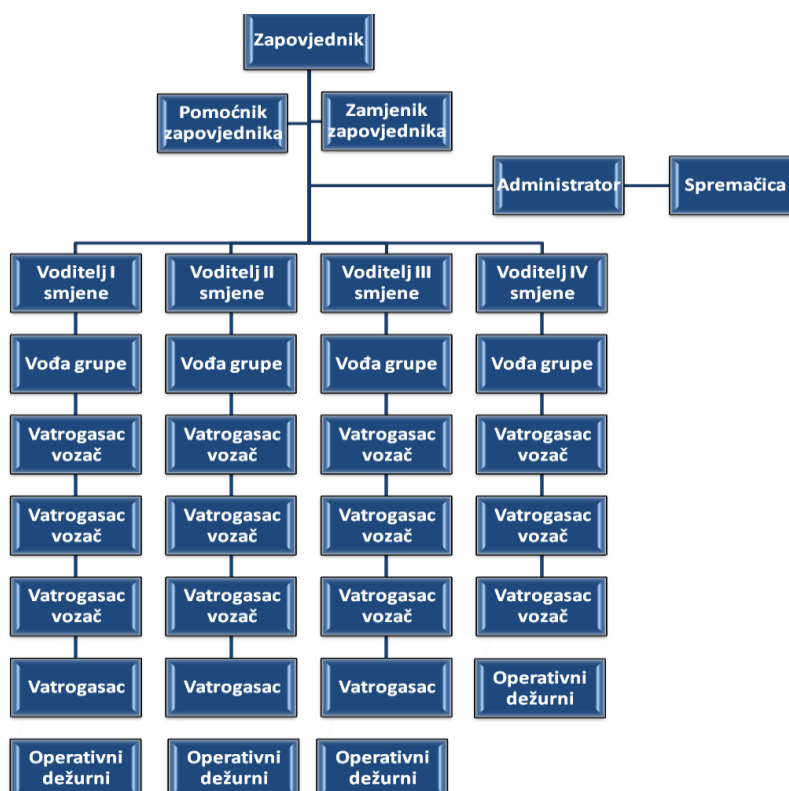 Zapovjednik
Pomoćnik
zapovjednika
Zamjenik
zapovjednika
Administrator
Spremačica
Voditelj I
smjene
Voditelj II
smjene
Voditelj III
smjene
Voditelj IV
smjene
Vođa grupe
Vođa grupe
Vođa grupe
Vođa grupe
Vatrogasac
vozač
Vatrogasac
vozač
Vatrogasac
vozač
Vatrogasac
vozač
Vatrogasac
vozač
Vatrogasac
vozač
Vatrogasac
vozač
Vatrogasac
vozač
Vatrogasac
vozač
Vatrogasac
vozač
Vatrogasac
vozač
Vatrogasac
vozač
Vatrogasac
Vatrogasac
Vatrogasac
Operativni
dežurni
Operativni
dežurni
Operativni
dežurni
Operativni
dežurni